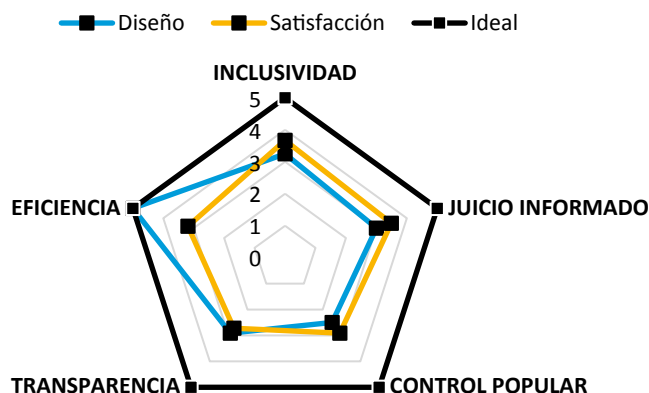 Diseño Satisfacción Ideal
INCLUSIVIDAD
5
4
3
2
1
0
EFICIENCIA
JUICIO INFORMADO
TRANSPARENCIA
CONTROL POPULAR